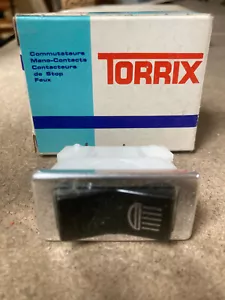 Commutateurs
Mano-Contacts
Contacteurs
de Stop
Feux
TORRIX